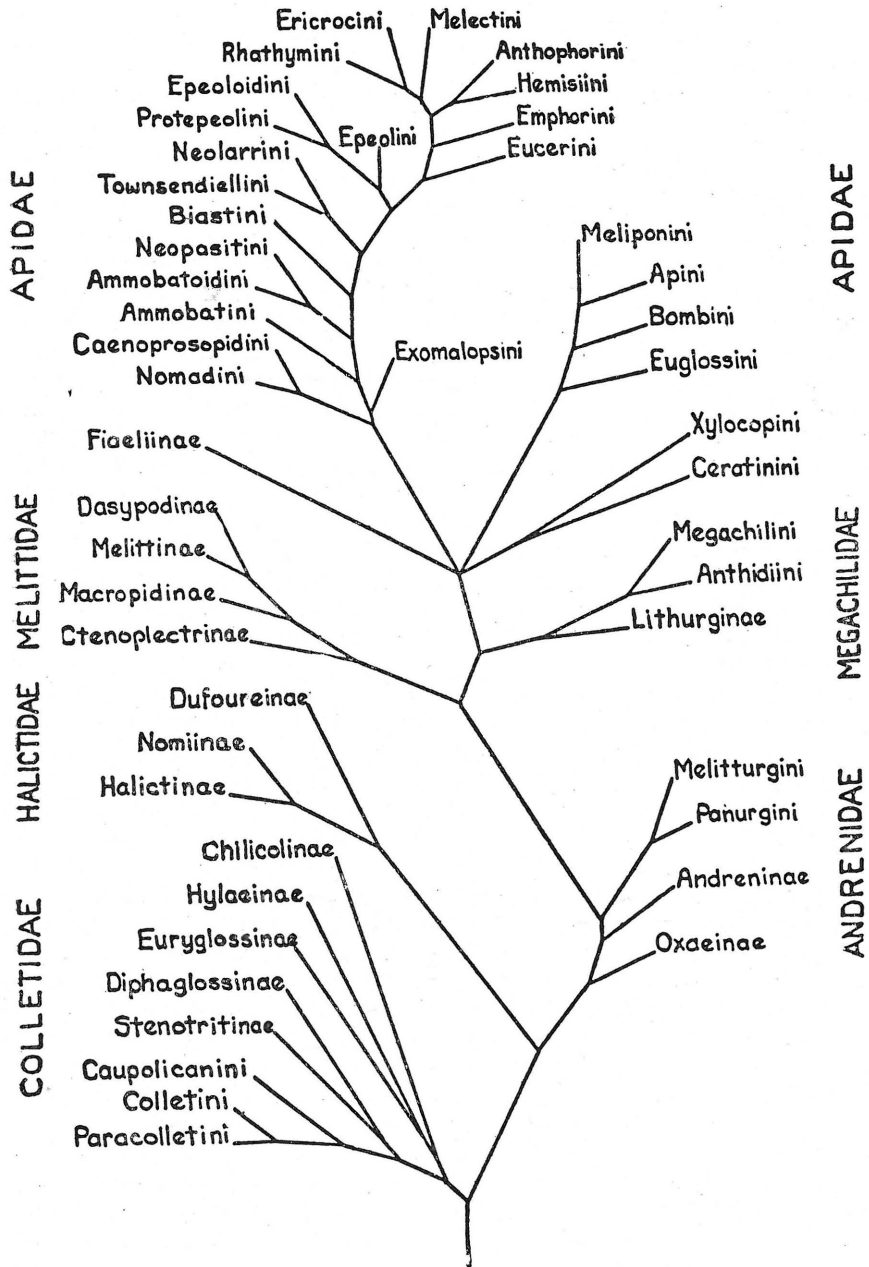 Ericrocini
Melectini
Rhathymini
Anthophorini
Epeoloidini
Hemisiini
Protepeolini
Emphorini
Epeolini
Neolarrini
Eucerini
Townsendiellini
Biastini
Neopasitini
Ammobatoidini
Ammobatini
Caenoprosopidini
Nomadini
Exomalopsini
Meliponini
Apini
Bombini
Euglossini
APIDAE
APIDAE
Fiaeliinae
Xylocopini
Ceratinini
Dasypodinae
Melittinae
Macropidinae
Ctenoplectrinae
MELITTIDAE
Megachilini
Anthidiini
Lithurginae
MEGACHILIDAE
Dufoureinae
Nomiinae
Halictinae
HALICTIDAE
Melitturgini
Panurgini
Andreninae
Oxaeinae
ANDRENIDAE
Chilicolinae
Hylaeinae
Euryglossinae
Diphaglossinae
Stenotritinae
Caupolicanini
Colletini
Paracolletini
COLLETIDAE